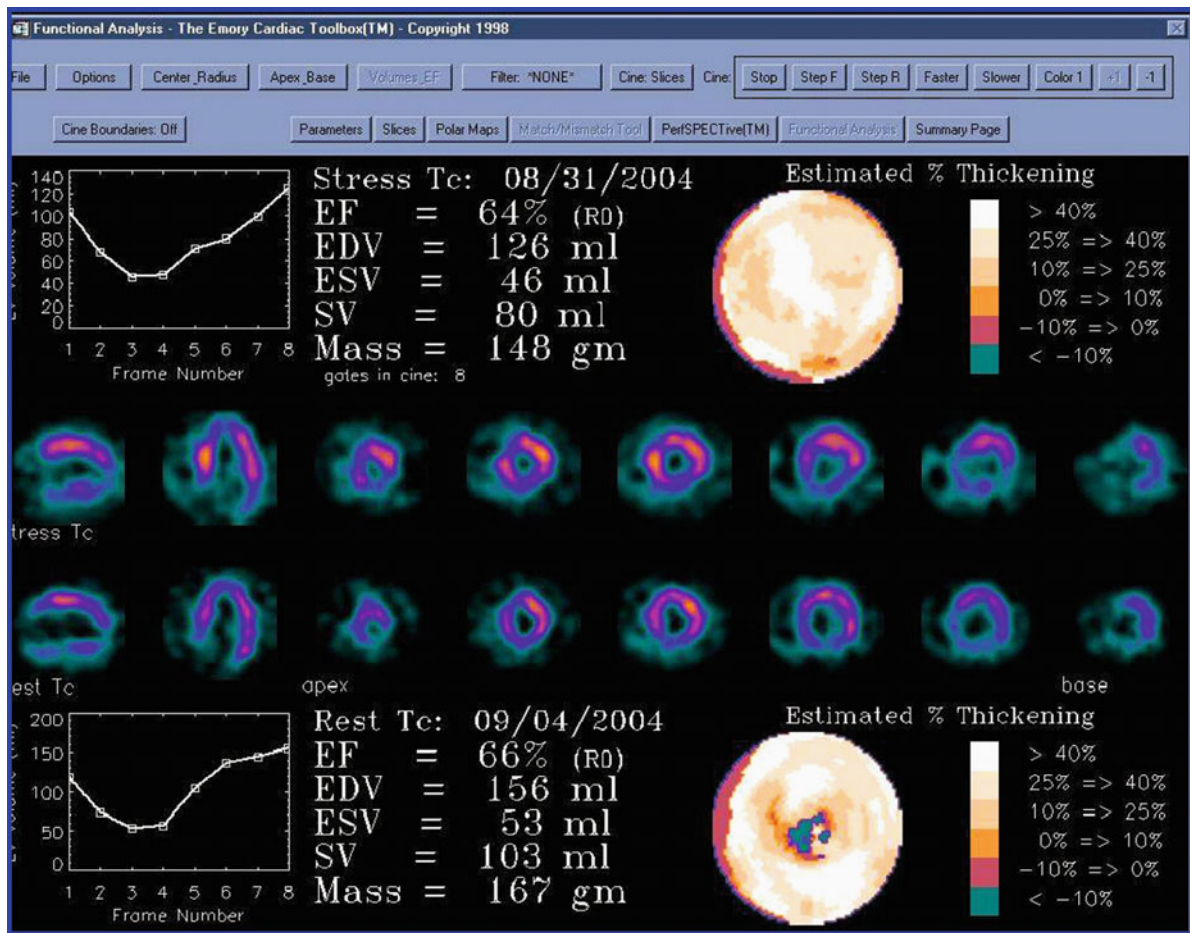 Functional Analysis - The Emory Cardiac Toolbox(TM) - Copyright 1998
File Options Center_Radius Apex_Base Volumes_EF Filter: *NONE* Cine: Slices Cine: Stop Step F Step R Faster Slower Color 1 +1 -1
Cine Boundaries: Off Parameters Slices Polar Maps Match/Mismatch Tool PerfSPECTive(TM) Functional Analysis Summary Page
140
120
100
80
60
40
20
0
1 2 3 4 5 6 7 8
Frame Number
Stress Tc: 08/31/2004
EF = 64% (R0)
EDV = 126 ml
ESV = 46 ml
SV = 80 ml
Mass = 148 gm
gates in cine: 8
Estimated % Thickening
> 40%
25% => 40%
10% => 25%
0% => 10%
-10% => 0%
< -10%
tress Tc
est Tc
apex
base
200
150
100
50
0
1 2 3 4 5 6 7 8
Frame Number
Rest Tc: 09/04/2004
EF = 66% (R0)
EDV = 156 ml
ESV = 53 ml
SV = 103 ml
Mass = 167 gm
Estimated % Thickening
> 40%
25% => 40%
10% => 25%
0% => 10%
-10% => 0%
< -10%